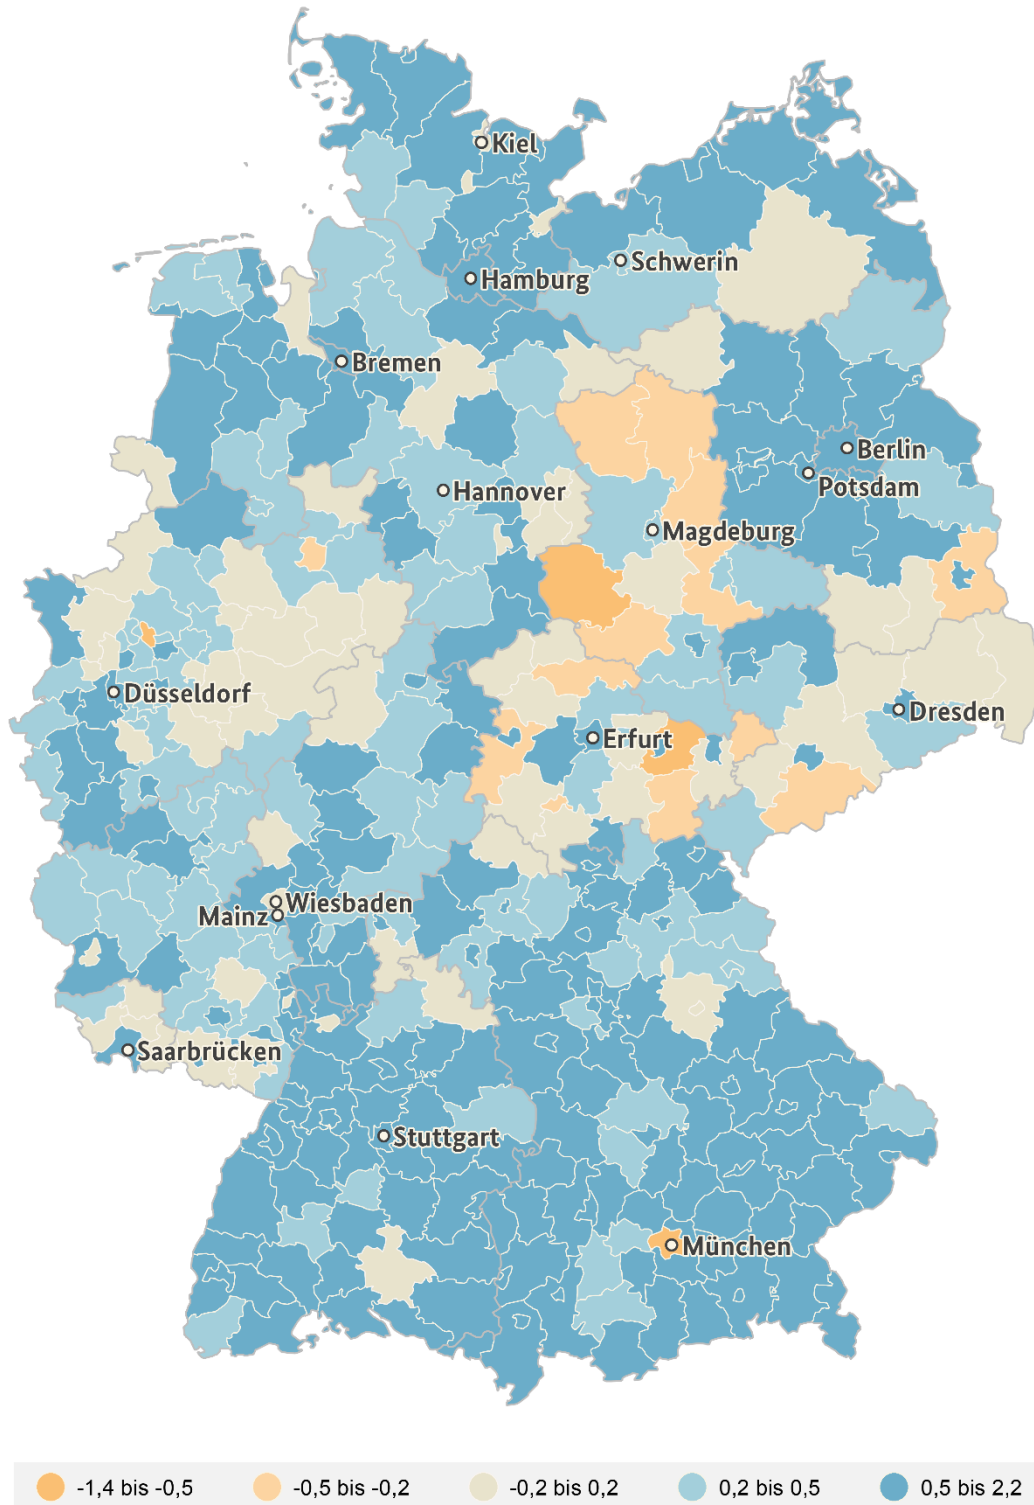 Kiel
Schwerin
Hamburg
Bremen
Berlin
Potsdam
Hannover
Magdeburg
Düsseldorf
Dresden
Erfurt
Wiesbaden
Mainz
Saarbrücken
Stuttgart
München
-1,4 bis -0,5 -0,5 bis -0,2 -0,2 bis 0,2 0,2 bis 0,5 0,5 bis 2,2